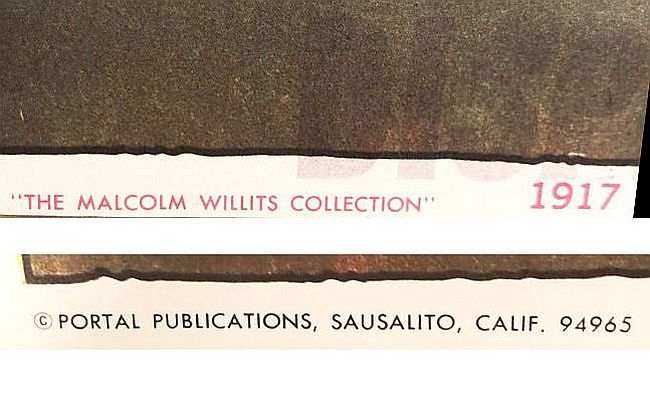 "THE MALCOLM WILLITS COLLECTION" 1917
© PORTAL PUBLICATIONS, SAUSALITO, CALIF. 94965